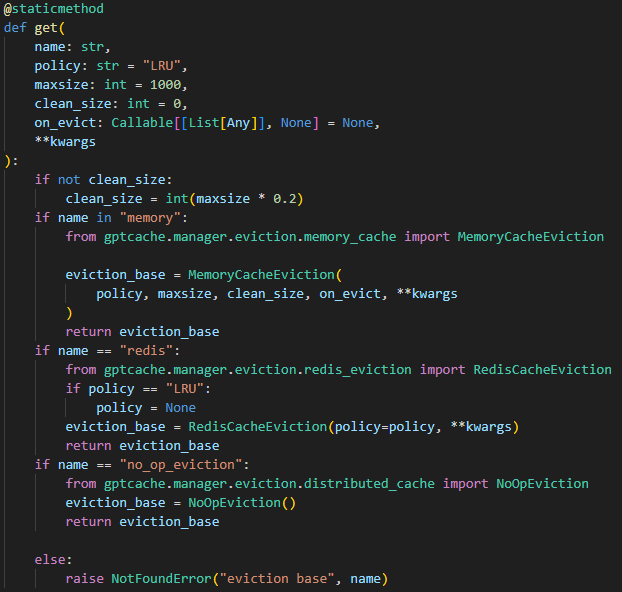 @staticmethod
def get(
    name: str,
    policy: str = "LRU",
    maxsize: int = 1000,
    clean_size: int = 0,
    on_evict: Callable[[List[Any]], None] = None,
    **kwargs
):
    if not clean_size:
        clean_size = int(maxsize * 0.2)
    if name in "memory":
        from gptcache.manager.eviction.memory_cache import MemoryCacheEviction

        eviction_base = MemoryCacheEviction(
            policy, maxsize, clean_size, on_evict, **kwargs
        )
        return eviction_base
    if name == "redis":
        from gptcache.manager.eviction.redis_eviction import RedisCacheEviction
        if policy == "LRU":
            policy = None
        eviction_base = RedisCacheEviction(policy=policy, **kwargs)
        return eviction_base
    if name == "no_op_eviction":
        from gptcache.manager.eviction.distributed_cache import NoOpEviction
        eviction_base = NoOpEviction()
        return eviction_base

    else:
        raise NotFoundError("eviction base", name)